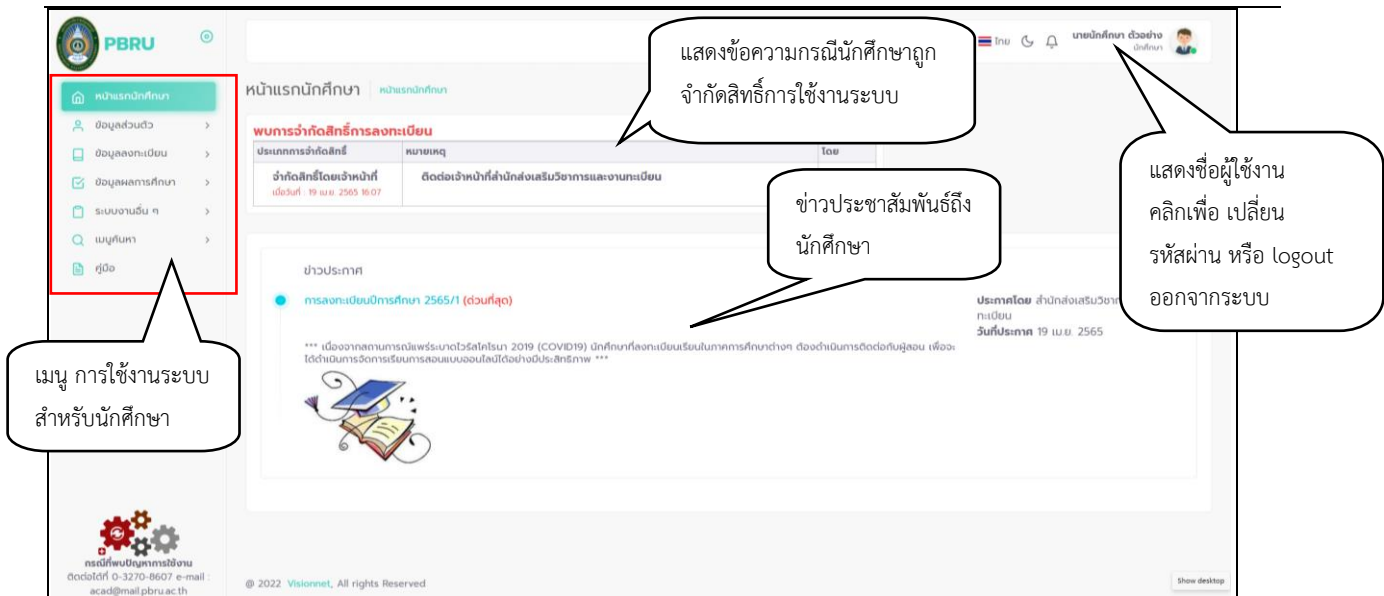 PBRU
ไทย
นายนักศึกษา ตัวอย่าง
นักศึกษา
แสดงข้อความกรณีนักศึกษาถูก
จำกัดสิทธิ์การใช้งานระบบ
หน้าแรกนักศึกษา
ข้อมูลส่วนตัว
ข้อมูลลงทะเบียน
ข้อมูลผลการศึกษา
ระบบงานอื่น ๆ
เมนูค้นหา
คู่มือ
หน้าแรกนักศึกษา หน้าแรกนักศึกษา
พบการจำกัดสิทธิ์การลงทะเบียน
ประเภทการจำกัดสิทธิ์ หมายเหตุ โดย
จำกัดสิทธิ์โดยเจ้าหน้าที่ ติดต่อเจ้าหน้าที่สำนักส่งเสริมวิชาการและงานทะเบียน
เมื่อวันที่ : 19 เม.ย. 2565 16:07
แสดงชื่อผู้ใช้งาน
คลิกเพื่อ เปลี่ยน
รหัสผ่าน หรือ logout
ออกจากระบบ
ข่าวประชาสัมพันธ์ถึง
นักศึกษา
ข่าวประกาศ
การลงทะเบียนปีการศึกษา 2565/1 (ด่วนที่สุด)
ประกาศโดย สำนักส่งเสริมวิชา
ทะเบียน
วันที่ประกาศ 19 เม.ย. 2565
*** เนื่องจากสถานการณ์แพร่ระบาดไวรัสโคโรนา 2019 (COVID19) นักศึกษาที่ลงทะเบียนเรียนในภาคการศึกษาต่างๆ ต้องดำเนินการติดต่อกับผู้สอน เพื่อจะ
ได้ดำเนินการจัดการเรียนการสอนแบบออนไลน์ได้อย่างมีประสิทธิภาพ ***
เมนู การใช้งานระบบ
สำหรับนักศึกษา
กรณีที่พบปัญหาการใช้งาน
ติดต่อได้ที่ 0-3270-8607 e-mail :
acad@mail.pbru.ac.th
@ 2022 Visionnet, All rights Reserved
Show desktop